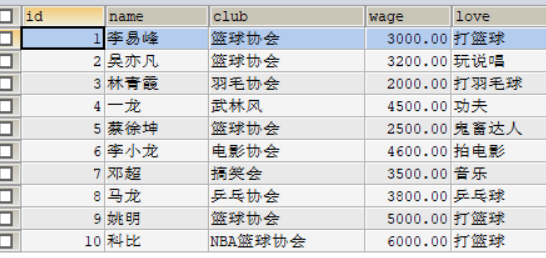 id name club wage love
1 李易峰 篮球协会 3000.00 打篮球
2 吴亦凡 篮球协会 3200.00 玩说唱
3 林青霞 羽毛协会 2000.00 打羽毛球
4 一龙 武林风 4500.00 功夫
5 蔡徐坤 篮球协会 2500.00 鬼畜达人
6 李小龙 电影协会 4600.00 拍电影
7 邓超 搞笑会 3500.00 音乐
8 马龙 乒乓协会 3800.00 乒乓球
9 姚明 篮球协会 5000.00 打篮球
10 科比 NBA篮球协会 6000.00 打篮球